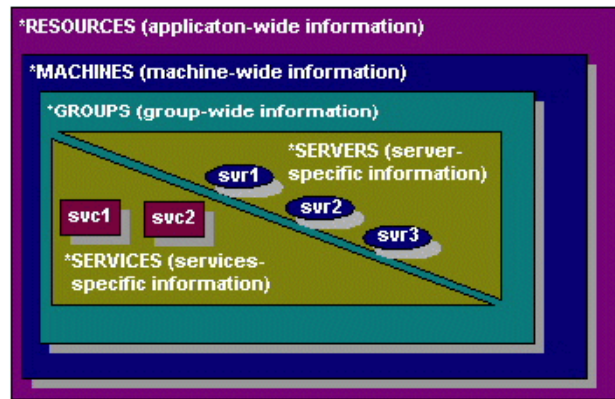 *RESOURCES (applicaton-wide information)
*MACHINES (machine-wide information)
*GROUPS (group-wide information)
*SERVERS (server-
specific information)
svr1
svr2
svr3
svc1
svc2
*SERVICES (services-
specific information)